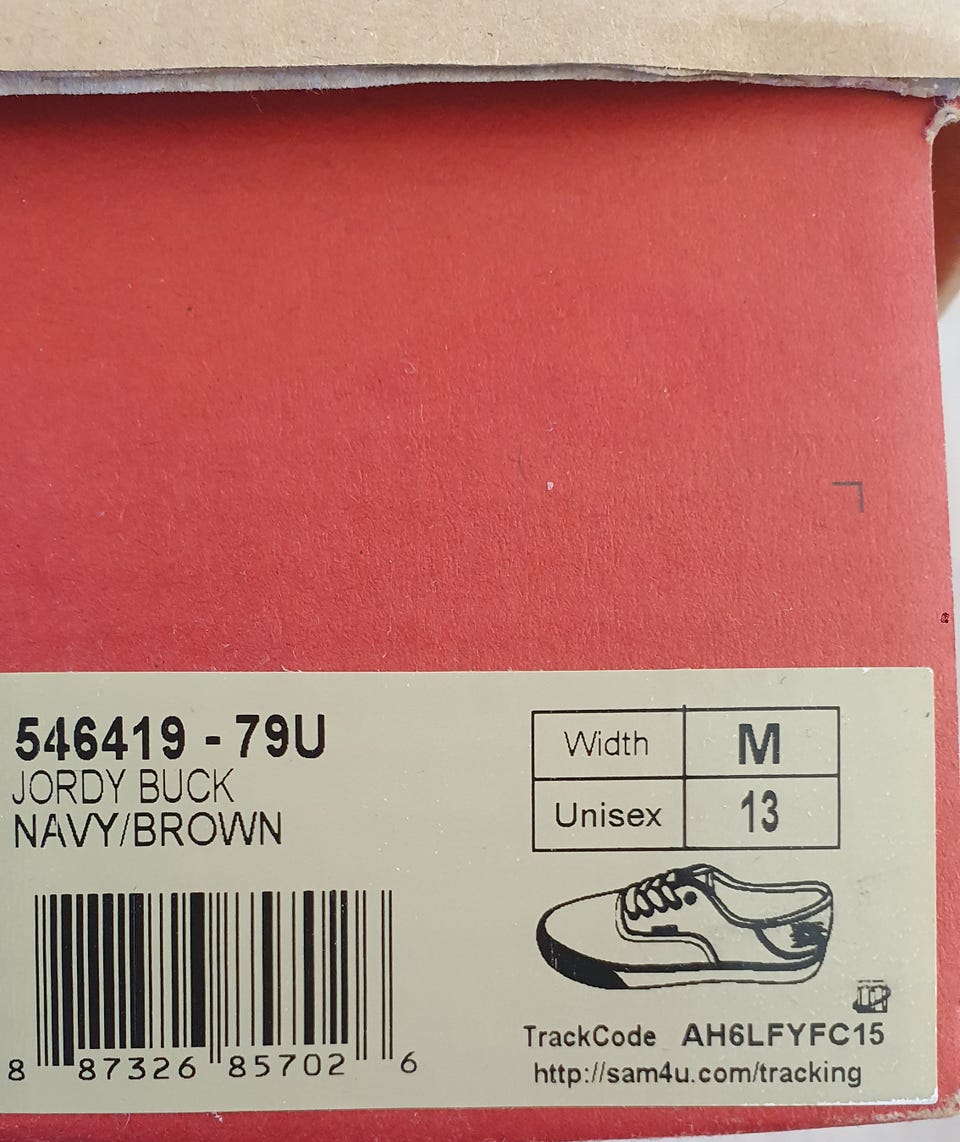 546419 - 79U
JORDY BUCK
NAVY/BROWN
Width M
Unisex 13
8 87326 85702 6
TrackCode AH6LFYFC15
http://sam4u.com/tracking